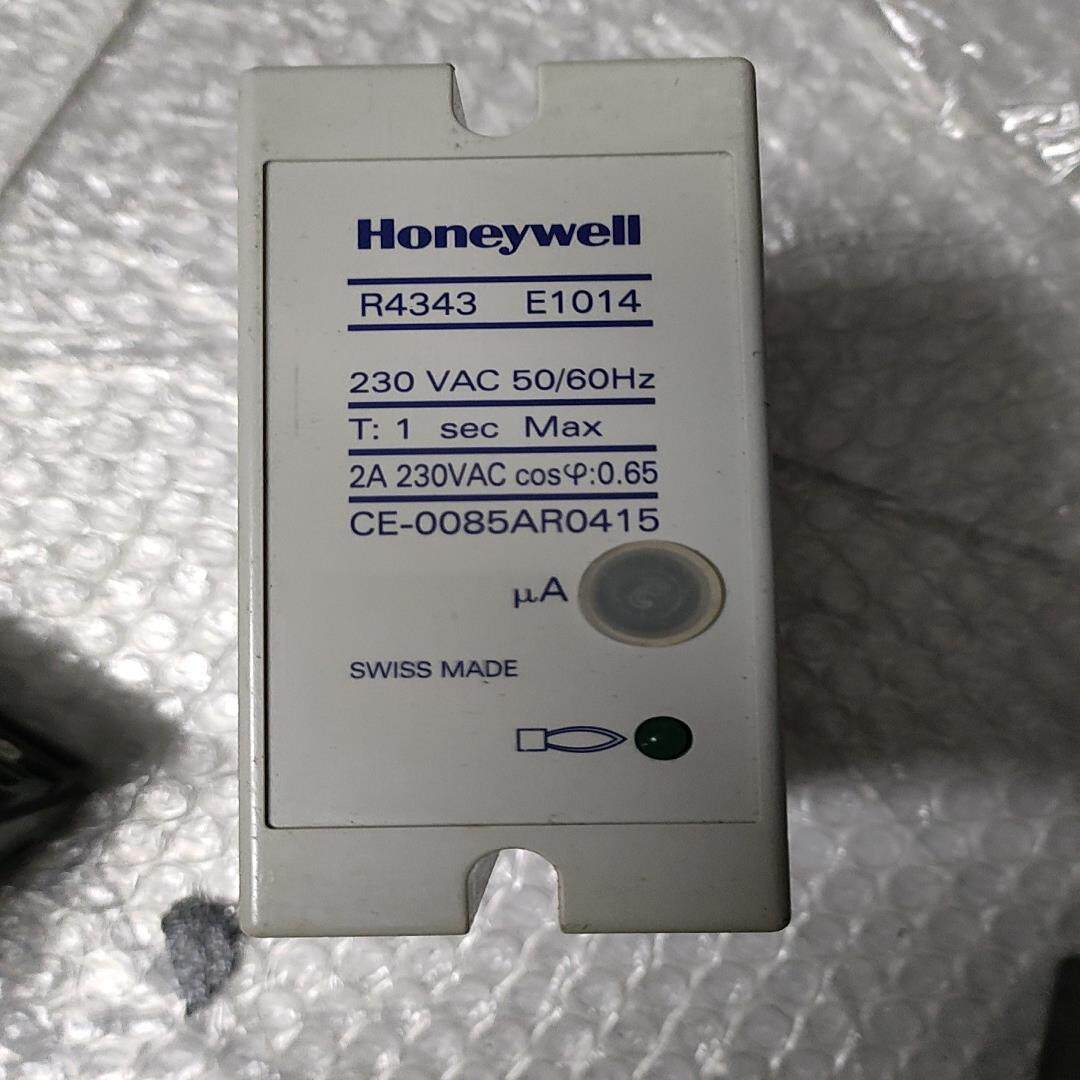 Honeywell
R4343 E1014
230 VAC 50/60Hz
T: 1 sec Max
2A 230VAC cosφ:0.65
CE-0085AR0415
μA
SWISS MADE